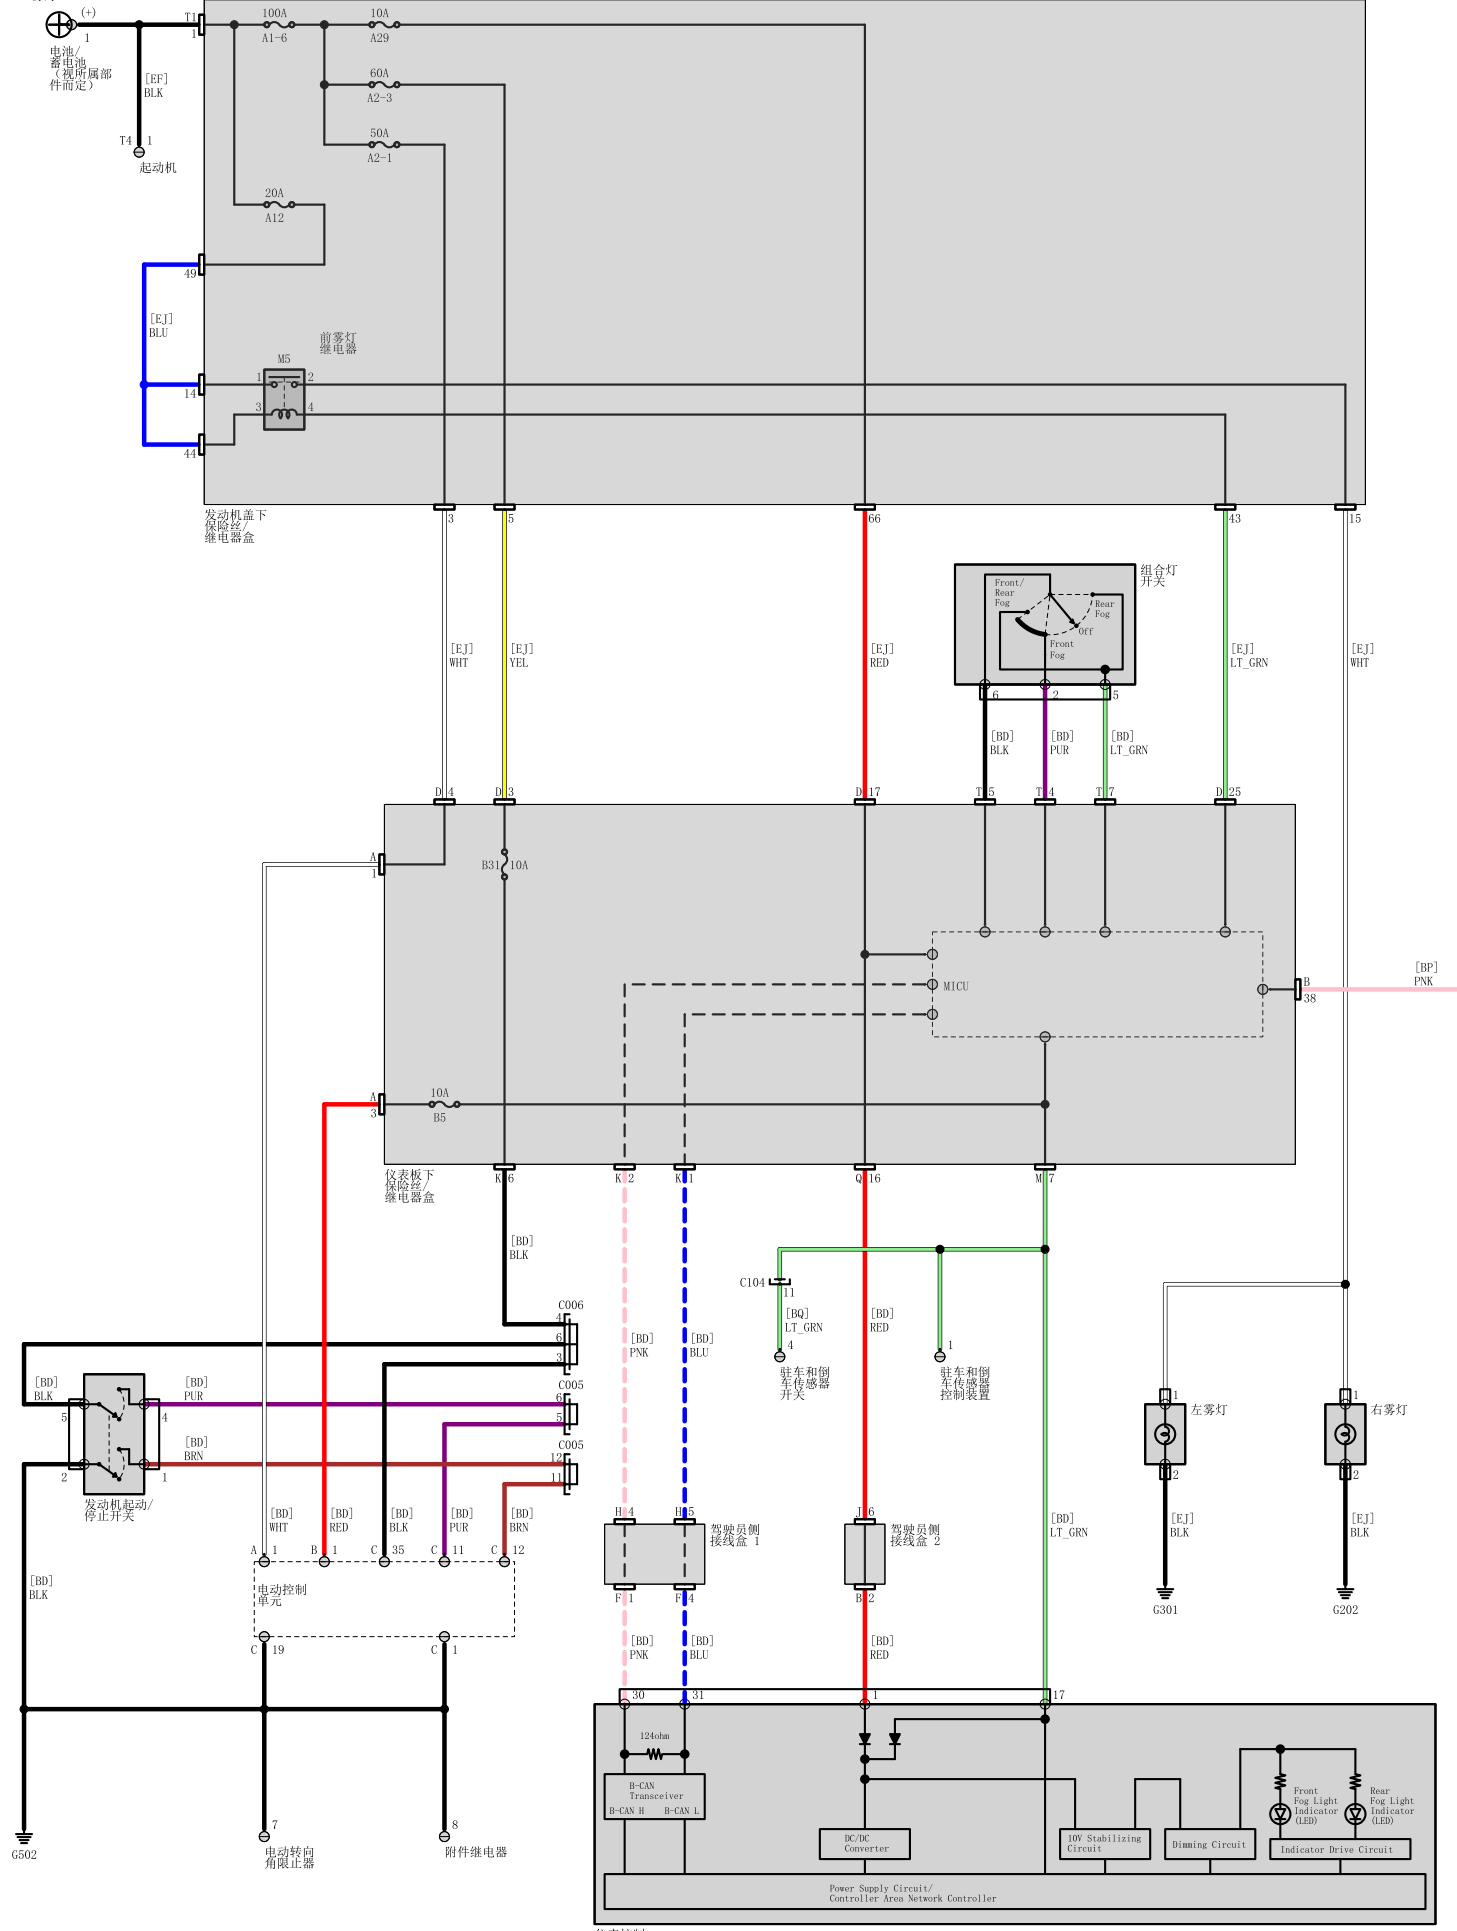 (+)
1
T1
1
100A
A1-6
10A
A29
电池/
蓄电池
（视所属部
件而定）
[EF]
BLK
60A
A2-3
T4
1
起动机
50A
A2-1
20A
A12
49
[EJ]
BLU
前雾灯
继电器
M5
1
2
14
3
4
44
发动机盖下
保险丝/
继电器盒
3
5
66
43
15
组合灯
开关
Front/
Rear
Fog
Rear
Fog
Off
Front
Fog
[EJ]
WHT
[EJ]
YEL
[EJ]
RED
[EJ]
LT_GRN
[EJ]
WHT
6
2
5
[BD]
BLK
[BD]
PUR
[BD]
LT_GRN
D 4
D 3
D 17
T 5
T 4
T 7
D 25
A
1
B31
10A
MICU
B
38
[BP]
PNK
A
3
10A
B5
仪表板下
保险丝/
继电器盒
K 6
K 2
K 1
Q 16
M 7
[BD]
BLK
C104
11
[BQ]
LT_GRN
4
驻车和倒
车传感器
开关
1
驻车和倒
车传感器
控制装置
[BD]
PNK
[BD]
BLU
[BD]
RED
C006
4
6
3
C005
6
5
C005
12
11
[BD]
BLK
[BD]
PUR
5
4
[BD]
BRN
2
1
发动机起动/
停止开关
1
左雾灯
2
1
右雾灯
2
[BD]
WHT
[BD]
RED
[BD]
BLK
[BD]
PUR
[BD]
BRN
H 4
H 5
驾驶员侧
接线盒 1
J 6
驾驶员侧
接线盒 2
[BD]
LT_GRN
[EJ]
BLK
[EJ]
BLK
A 1
B 1
C 35
C 11
C 12
电动控制
单元
[BD]
BLK
F 1
F 4
B 2
G301
G202
C 19
C 1
[BD]
PNK
[BD]
BLU
[BD]
RED
30
31
1
17
124ohm
B-CAN
Transceiver
B-CAN H
B-CAN L
Front
Fog Light
Indicator
(LED)
Rear
Fog Light
Indicator
(LED)
G502
7
电动转向
角限止器
8
附件继电器
DC/DC
Converter
10V Stabilizing
Circuit
Dimming Circuit
Indicator Drive Circuit
Power Supply Circuit/
Controller Area Network Controller